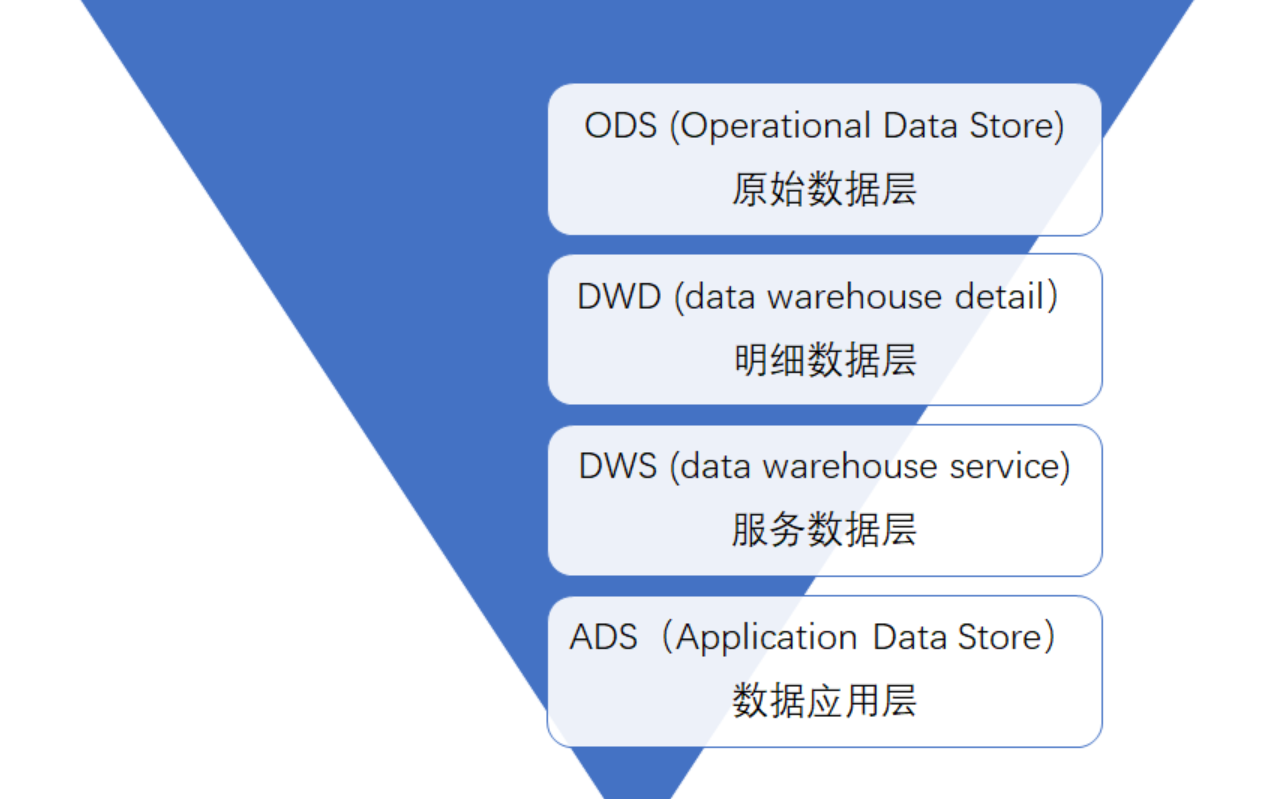 ODS (Operational Data Store)
原始数据层
DWD (data warehouse detail）
明细数据层
DWS (data warehouse service)
服务数据层
ADS（Application Data Store）
数据应用层